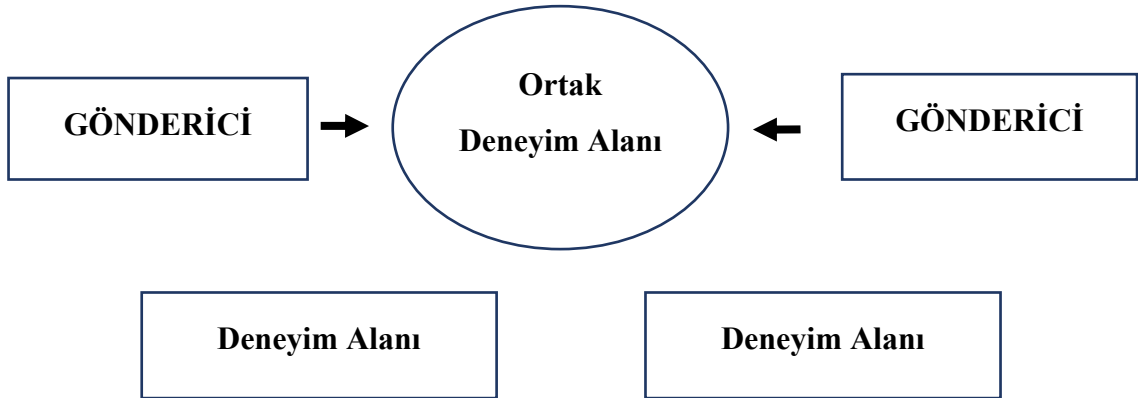 GÖNDERİCİ
Ortak
Deneyim Alanı
GÖNDERİCİ
Deneyim Alanı
Deneyim Alanı